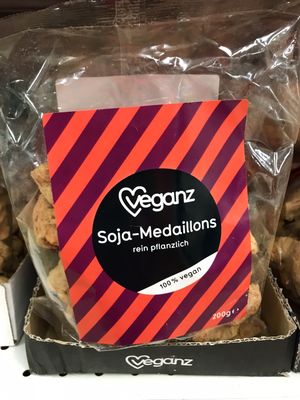 Veganz
Soja-Medaillons
rein pflanzlich
100% vegan
200g e
Veganz